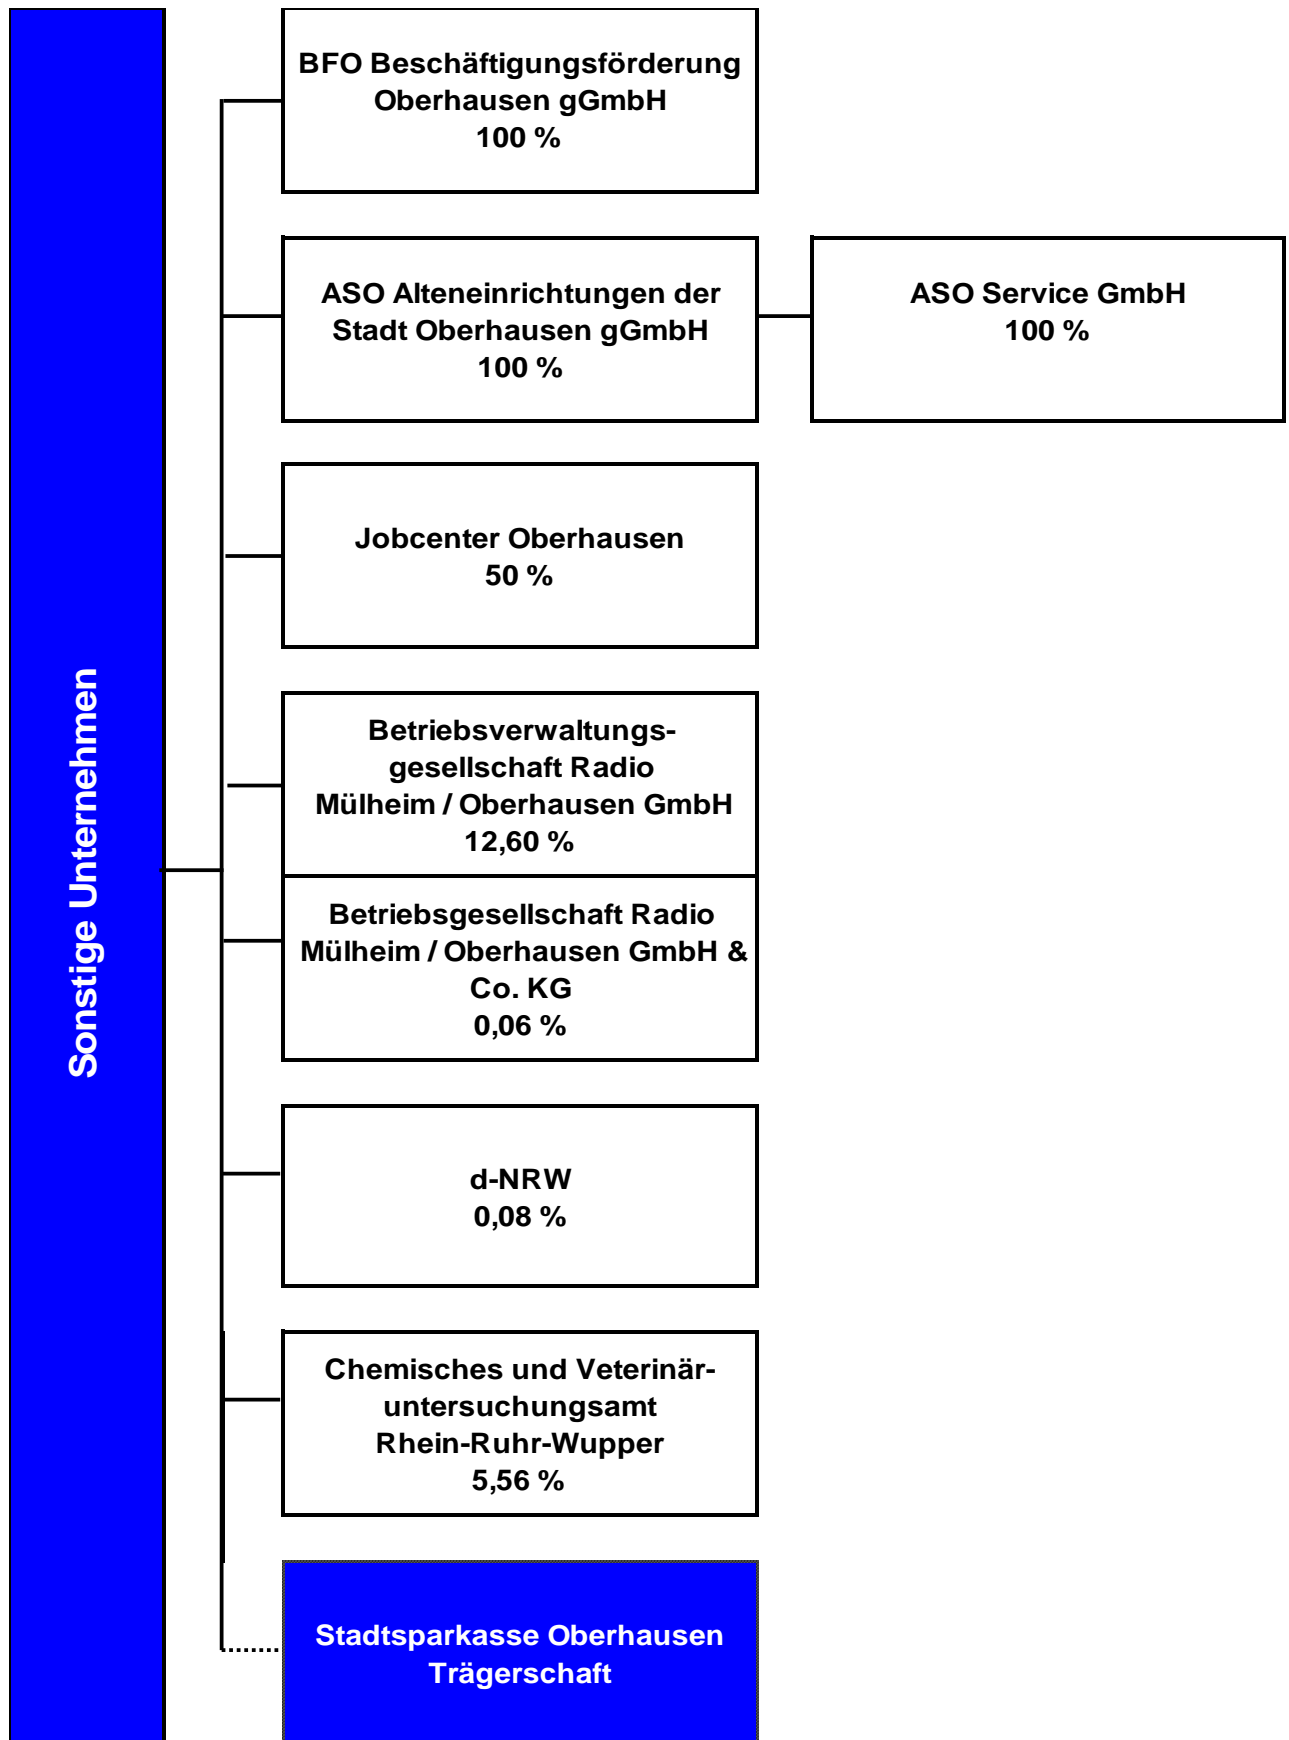 Sonstige Unternehmen
BFO Beschäftigungsförderung
Oberhausen gGmbH
100 %
ASO Alteneinrichtungen der
Stadt Oberhausen gGmbH
100 %
ASO Service GmbH
100 %
Jobcenter Oberhausen
50 %
Betriebsverwaltungs-
gesellschaft Radio
Mülheim / Oberhausen GmbH
12,60 %
Betriebsgesellschaft Radio
Mülheim / Oberhausen GmbH &
Co. KG
0,06 %
d-NRW
0,08 %
Chemisches und Veterinär-
untersuchungsamt
Rhein-Ruhr-Wupper
5,56 %
Stadtsparkasse Oberhausen
Trägerschaft